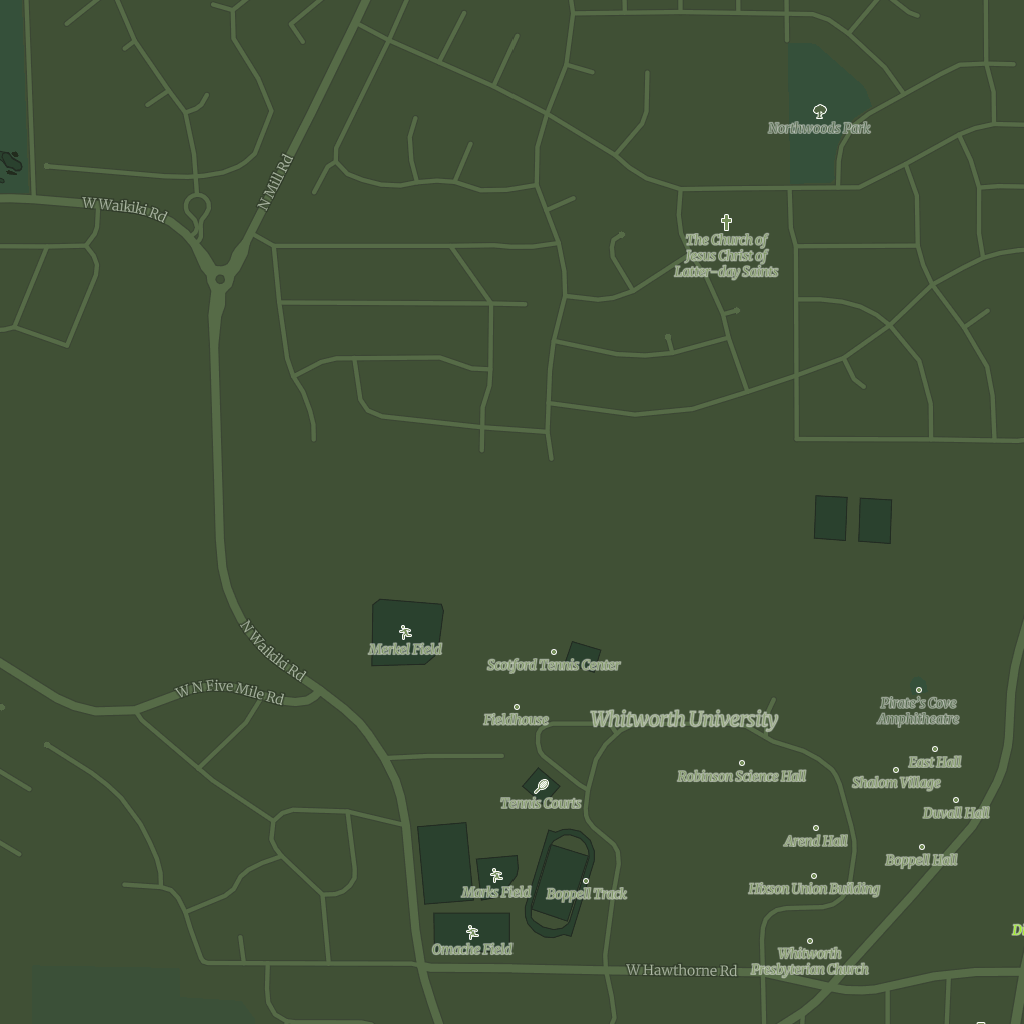 Northwoods Park
N Mill Rd
W Waikiki Rd
The Church of
Jesus Christ of
Latter-day Saints
N Waikiki Rd
Merkel Field
Scotford Tennis Center
W N Five Mile Rd
Fieldhouse
Whitworth University
Pirate's Cove
Amphitheatre
East Hall
Robinson Science Hall
Shalom Village
Tennis Courts
Duvall Hall
Arend Hall
Boppell Hall
Marks Field
Boppell Track
Hixson Union Building
Omache Field
Whitworth
Presbyterian Church
W Hawthorne Rd